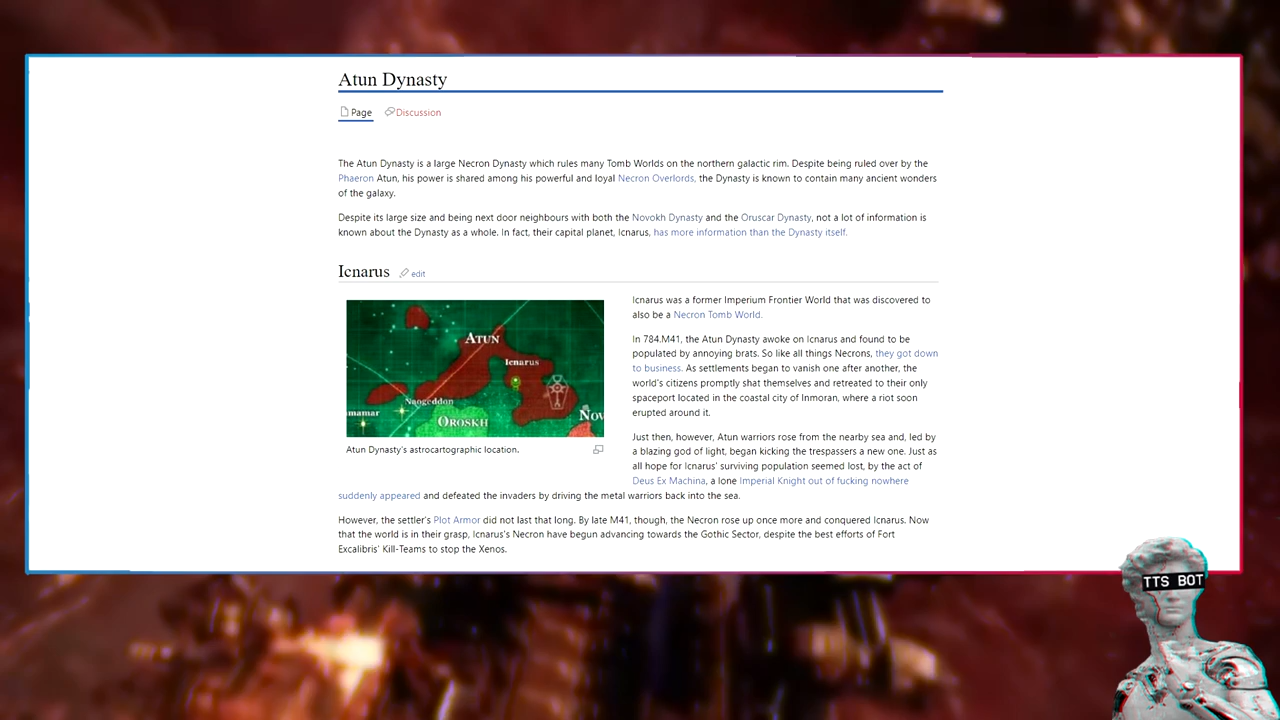 Atun Dynasty
Page
Discussion
The Atun Dynasty is a large Necron Dynasty which rules many Tomb Worlds on the northern galactic rim. Despite being ruled over by the
Phaeron Atun, his power is shared among his powerful and loyal Necron Overlords, the Dynasty is known to contain many ancient wonders
of the galaxy.
Despite its large size and being next door neighbours with both the Novokh Dynasty and the Oruscar Dynasty, not a lot of information is
known about the Dynasty as a whole. In fact, their capital planet, Icnarus, has more information than the Dynasty itself.
Icnarus
edit
ATUN
Icnarus
Naogeddon
mamar
OROSKH
NOV
Atun Dynasty's astrocartographic location.
Icnarus was a former Imperium Frontier World that was discovered to
also be a Necron Tomb World.
In 784.M41, the Atun Dynasty awoke on Icnarus and found to be
populated by annoying brats. So like all things Necrons, they got down
to business. As settlements began to vanish one after another, the
world's citizens promptly shat themselves and retreated to their only
spaceport located in the coastal city of Inmoran, where a riot soon
erupted around it.
Just then, however, Atun warriors rose from the nearby sea and, led by
a blazing god of light, began kicking the trespassers a new one. Just as
all hope for Icnarus' surviving population seemed lost, by the act of
Deus Ex Machina, a lone Imperial Knight out of fucking nowhere
suddenly appeared and defeated the invaders by driving the metal warriors back into the sea.
However, the settler's Plot Armor did not last that long. By late M41, though, the Necron rose up once more and conquered Icnarus. Now
that the world is in their grasp, Icnarus's Necron have begun advancing towards the Gothic Sector, despite the best efforts of Fort
Excalibris' Kill-Teams to stop the Xenos.
TTS BOT